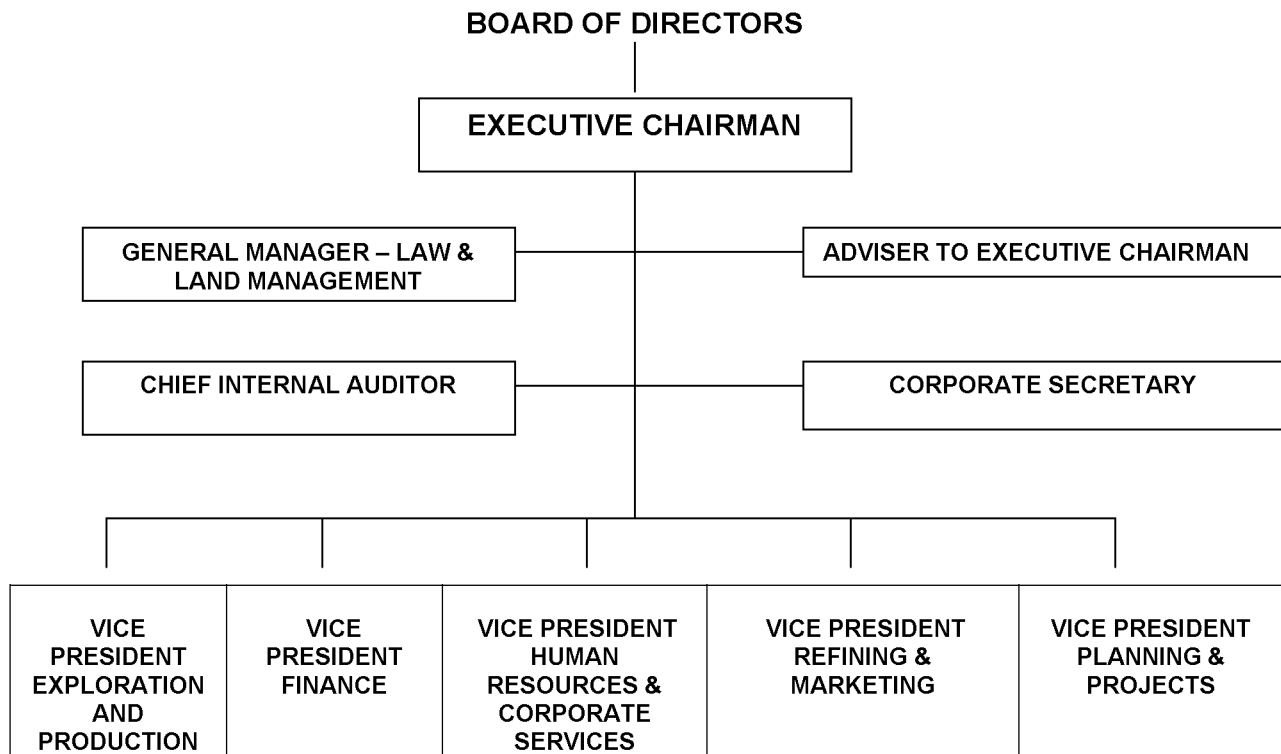 BOARD OF DIRECTORS
EXECUTIVE CHAIRMAN
GENERAL MANAGER – LAW &
LAND MANAGEMENT
ADVISER TO EXECUTIVE CHAIRMAN
CHIEF INTERNAL AUDITOR
CORPORATE SECRETARY
VICE
PRESIDENT
EXPLORATION
AND
PRODUCTION
VICE
PRESIDENT
FINANCE
VICE PRESIDENT
HUMAN
RESOURCES &
CORPORATE
SERVICES
VICE PRESIDENT
REFINING &
MARKETING
VICE PRESIDENT
PLANNING &
PROJECTS